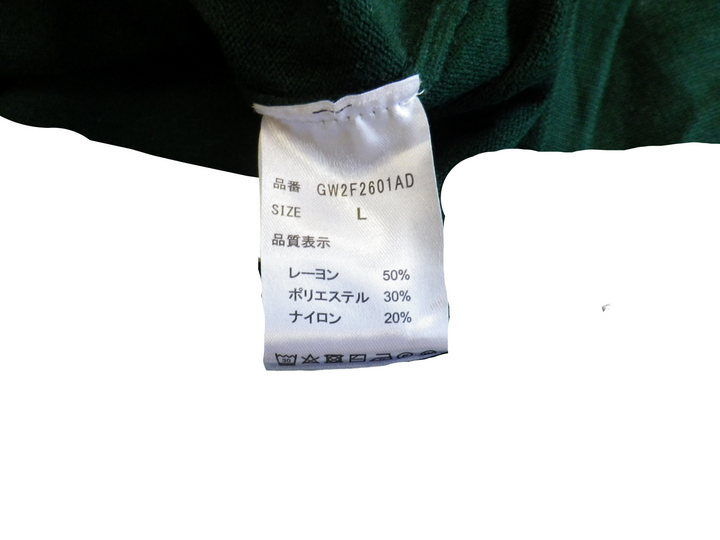 品番 GW2F2601AD
SIZE L
品質表示
レーヨン 50%
ポリエステル 30%
ナイロン 20%
30